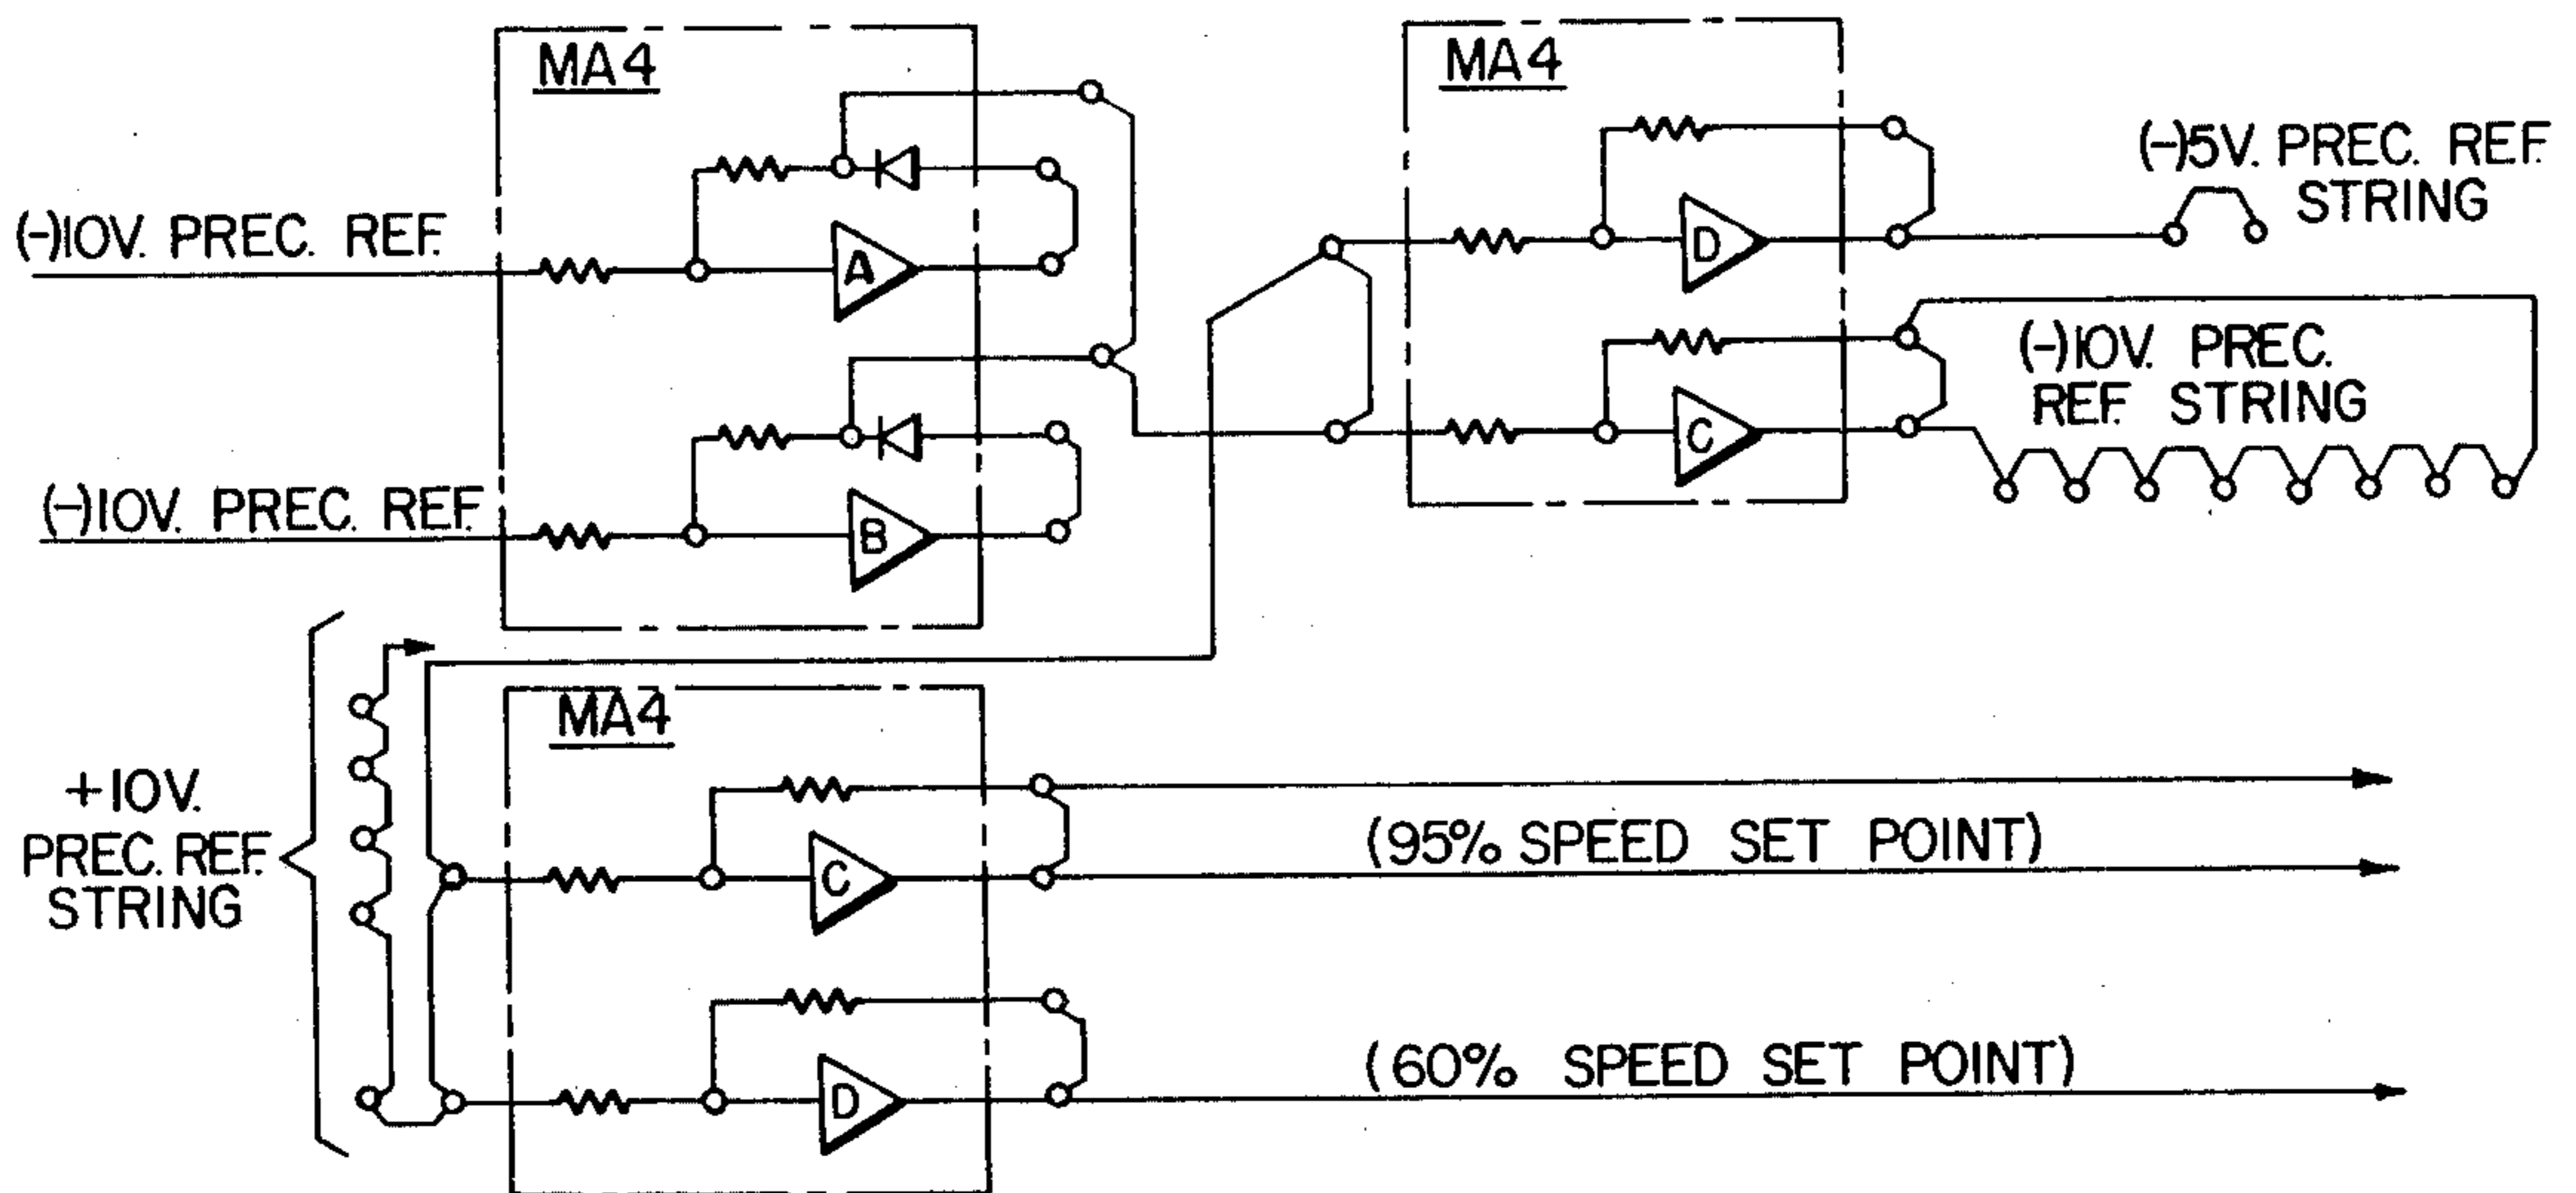 MA4
(-)10V. PREC. REF.
A
(-)10V. PREC. REF.
B
MA4
D
(-)5V. PREC. REF.
STRING
C
(-)10V. PREC.
REF. STRING
+10V.
PREC. REF.
STRING
MA4
C
(95% SPEED SET POINT)
D
(60% SPEED SET POINT)